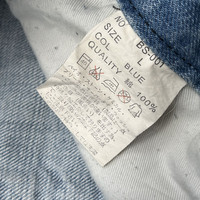 NO BS-001
SIZE L
COL BLUE
QUALITY 綿 100%